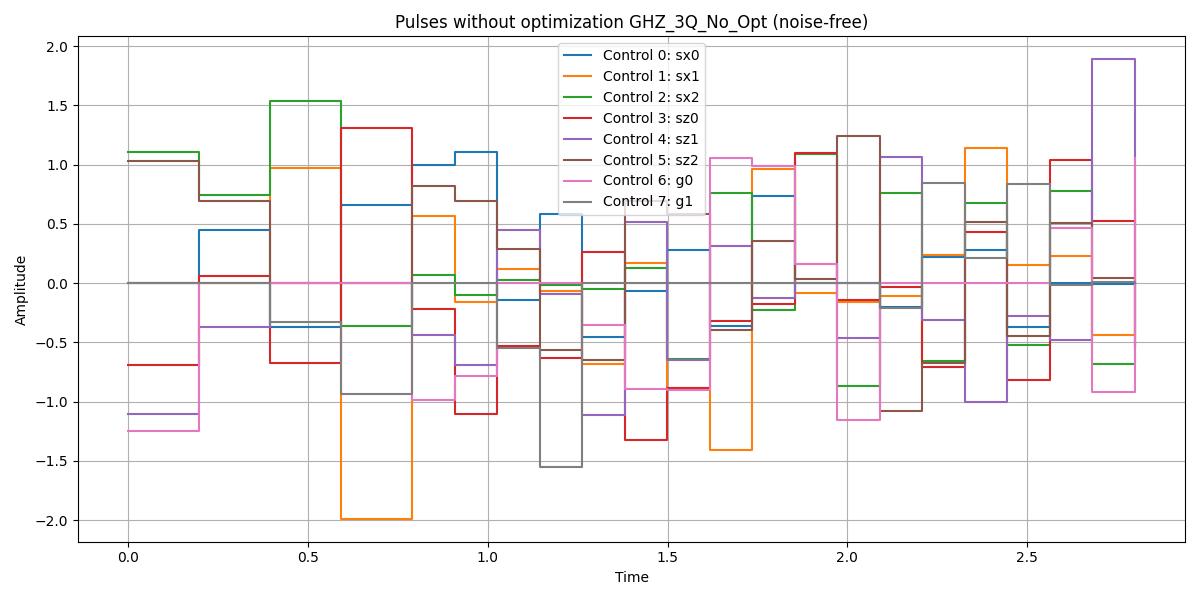 Pulses without optimization GHZ_3Q_No_Opt (noise-free)
Control 0: sx0
Control 1: sx1
Control 2: sx2
Control 3: sz0
Control 4: sz1
Control 5: sz2
Control 6: g0
Control 7: g1
Amplitude
2.0
1.5
1.0
0.5
0.0
−0.5
−1.0
−1.5
−2.0
0.0 0.5 1.0 1.5 2.0 2.5
Time